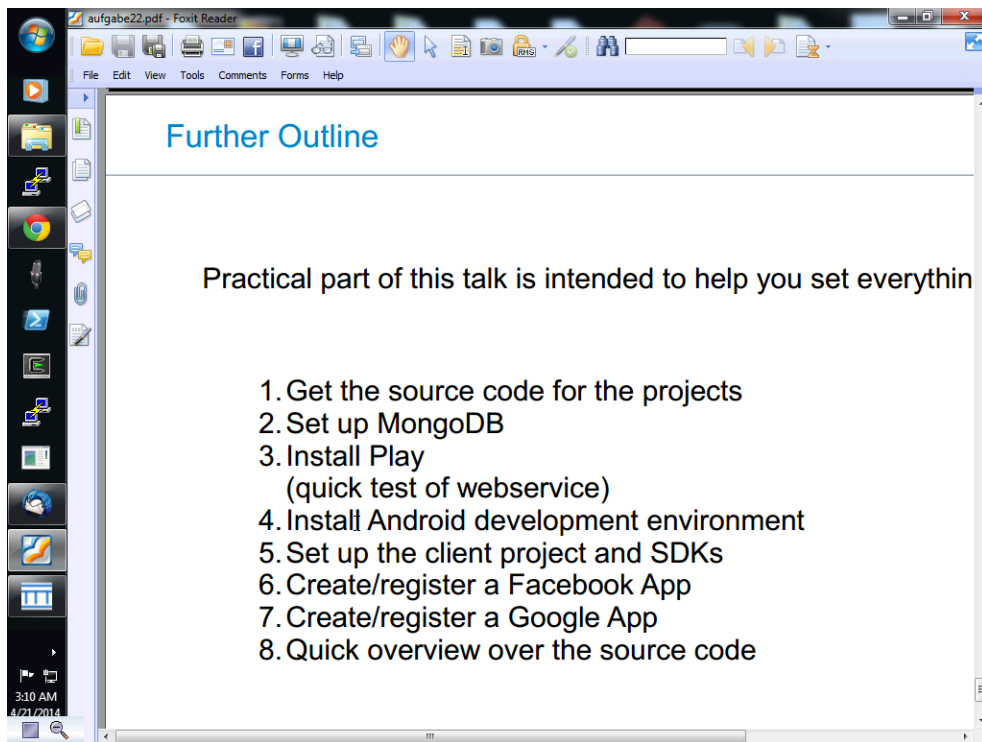 aufgabe22.pdf - Foxit Reader
RMS
File Edit View Tools Comments Forms Help
Further Outline
Practical part of this talk is intended to help you set everythin
1. Get the source code for the projects
2. Set up MongoDB
3. Install Play
(quick test of webservice)
4. Install Android development environment
5. Set up the client project and SDKs
6. Create/register a Facebook App
7. Create/register a Google App
8. Quick overview over the source code
3:10 AM
4/21/2014